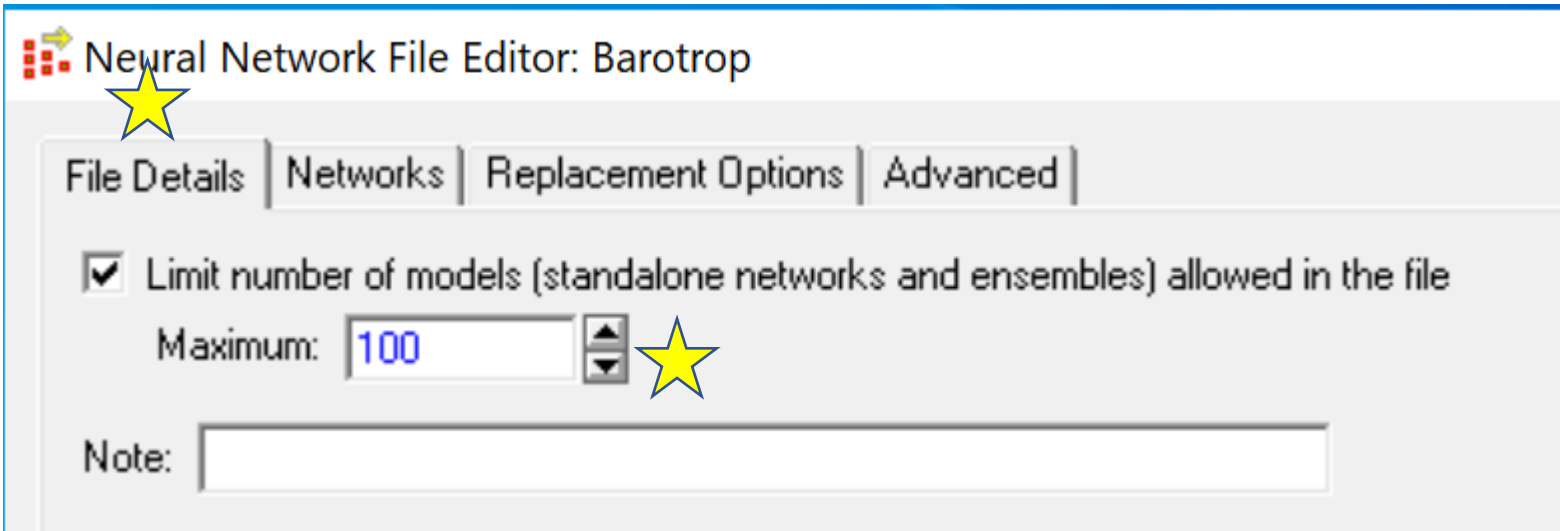 Neural Network File Editor: Barotrop
File Details Networks Replacement Options Advanced
Limit number of models (standalone networks and ensembles) allowed in the file
Maximum: 100
Note: